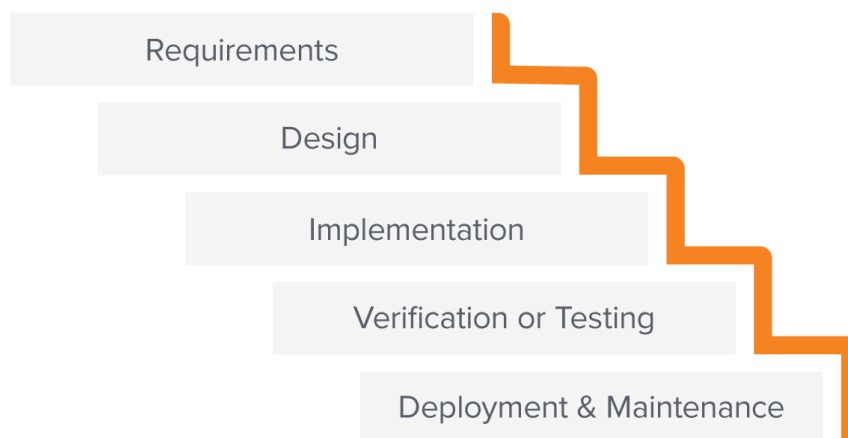 Requirements
Design
Implementation
Verification or Testing
Deployment & Maintenance